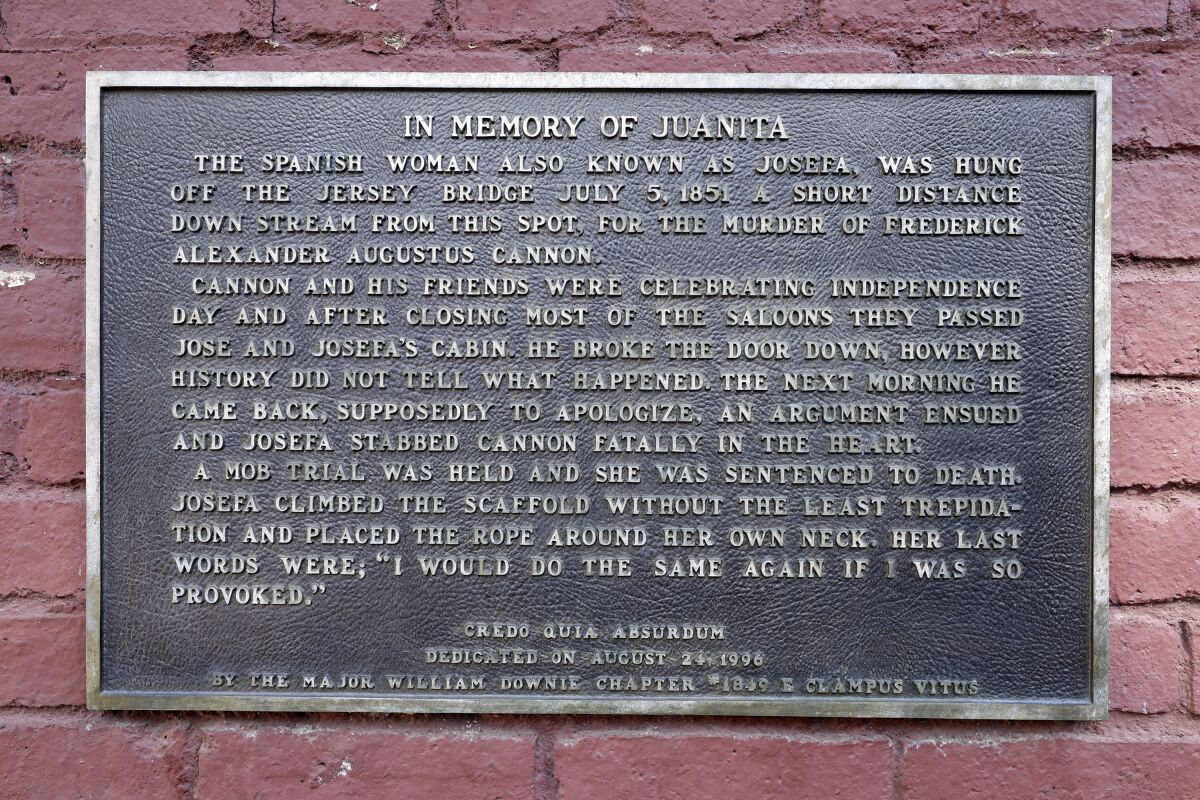 IN MEMORY OF JUANITA
THE SPANISH WOMAN ALSO KNOWN AS JOSEFA, WAS HUNG
OFF THE JERSEY BRIDGE JULY 5, 1851 A SHORT DISTANCE
DOWN STREAM FROM THIS SPOT, FOR THE MURDER OF FREDERICK
ALEXANDER AUGUSTUS CANNON.
CANNON AND HIS FRIENDS WERE CELEBRATING INDEPENDENCE
DAY AND AFTER CLOSING MOST OF THE SALOONS THEY PASSED
JOSE AND JOSEFA'S CABIN. HE BROKE THE DOOR DOWN, HOWEVER
HISTORY DID NOT TELL WHAT HAPPENED. THE NEXT MORNING HE
CAME BACK, SUPPOSEDLY TO APOLOGIZE, AN ARGUMENT ENSUED
AND JOSEFA STABBED CANNON FATALLY IN THE HEART.
A MOB TRIAL WAS HELD AND SHE WAS SENTENCED TO DEATH.
JOSEFA CLIMBED THE SCAFFOLD WITHOUT THE LEAST TREPIDA-
TION AND PLACED THE ROPE AROUND HER OWN NECK. HER LAST
WORDS WERE; "I WOULD DO THE SAME AGAIN IF I WAS SO
PROVOKED."
CREDO QUIA ABSURDUM
DEDICATED ON AUGUST 24, 1996
BY THE MAJOR WILLIAM DOWNIE CHAPTER #1849 E CLAMPUS VITUS